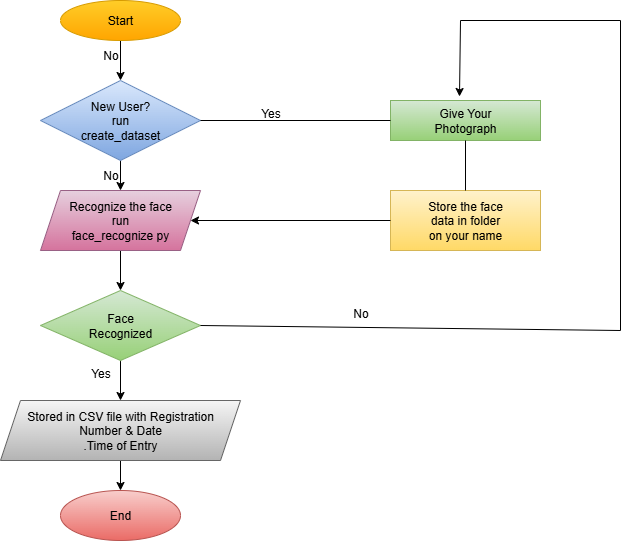 Start
No
New User?
run
create_dataset
Yes
Give Your
Photograph
No
Recognize the face
run
face_recognize py
Store the face
data in folder
on your name
Face
Recognized
No
Yes
Stored in CSV file with Registration
Number & Date
.Time of Entry
End